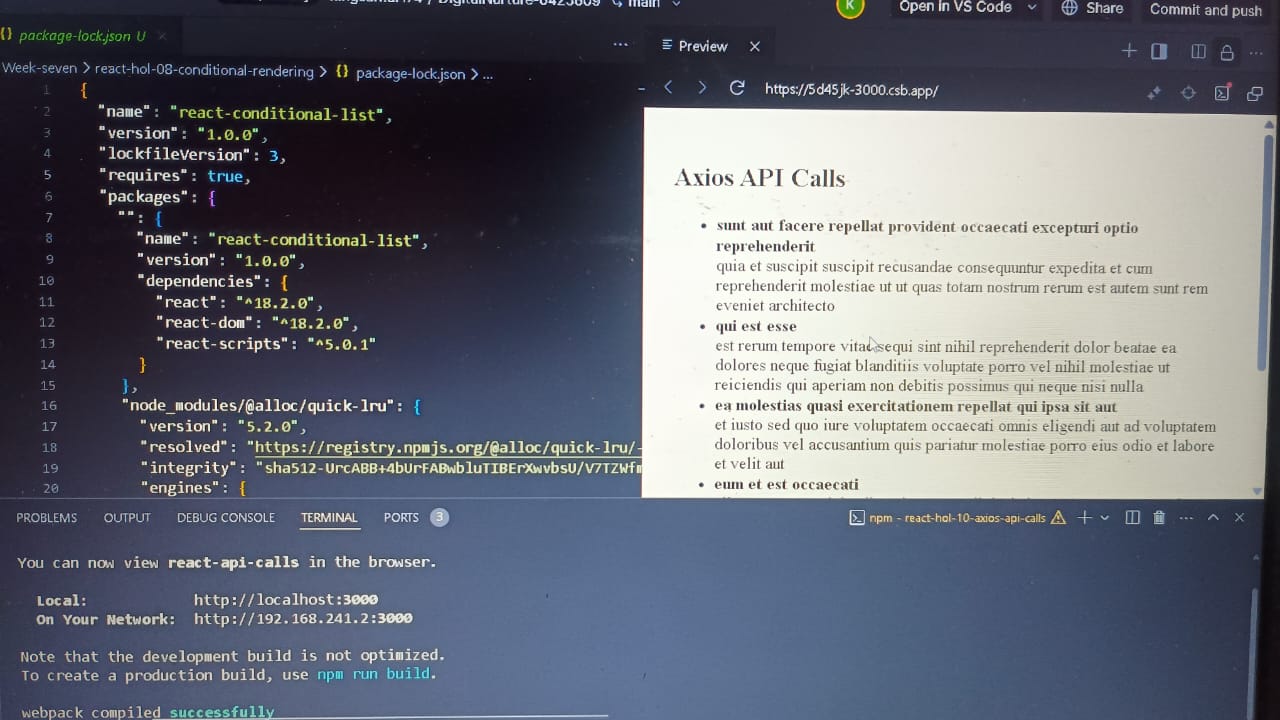 main
K
Open in VS Code
Share
Commit and push
{} package-lock.json U
Preview
Week-seven > react-hol-08-conditional-rendering > {} package-lock.json > ...
https://5d45jk-3000.csb.app/
1 {
2 "name": "react-conditional-list",
3 "version": "1.0.0",
4 "lockfileVersion": 3,
5 "requires": true,
6 "packages": {
7 "": {
8 "name": "react-conditional-list",
9 "version": "1.0.0",
10 "dependencies": {
11 "react": "^18.2.0",
12 "react-dom": "^18.2.0",
13 "react-scripts": "^5.0.1"
14 }
15 },
16 "node_modules/@alloc/quick-lru": {
17 "version": "5.2.0",
18 "resolved": "https://registry.npmjs.org/@alloc/quick-lru/-
19 "integrity": "sha512-UrcABB+4bUrFABwbluTIBErXwvbsU/V7TZWfm
20 "engines": {
Axios API Calls
• sunt aut facere repellat provident occaecati excepturi optio
reprehenderit
quia et suscipit suscipit recusandae consequuntur expedita et cum
reprehenderit molestiae ut ut quas totam nostrum rerum est autem sunt rem
eveniet architecto
• qui est esse
est rerum tempore vitae sequi sint nihil reprehenderit dolor beatae ea
dolores neque fugiat blanditiis voluptate porro vel nihil molestiae ut
reiciendis qui aperiam non debitis possimus qui neque nisi nulla
• ea molestias quasi exercitationem repellat qui ipsa sit aut
et iusto sed quo iure voluptatem occaecati omnis eligendi aut ad voluptatem
doloribus vel accusantium quis pariatur molestiae porro eius odio et labore
et velit aut
• eum et est occaecati
PROBLEMS OUTPUT DEBUG CONSOLE TERMINAL PORTS 3
npm - react-hol-10-axios-api-calls
You can now view react-api-calls in the browser.
Local: http://localhost:3000
On Your Network: http://192.168.241.2:3000
Note that the development build is not optimized.
To create a production build, use npm run build.
webpack compiled successfully